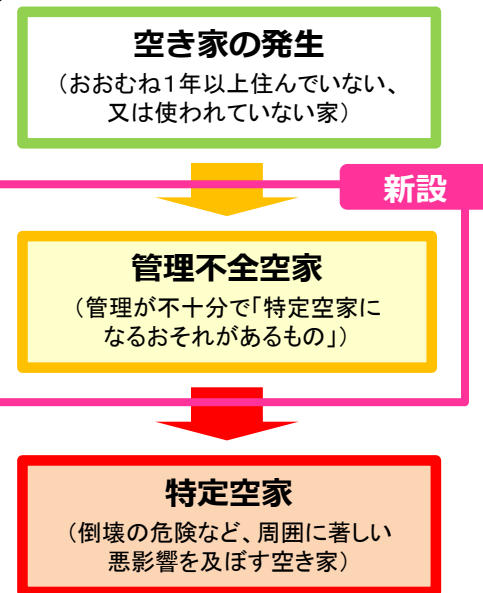 空き家の発生
（おおむね１年以上住んでいない、
又は使われていない家）
新設
管理不全空家
（管理が不十分で「特定空家に
なるおそれがあるもの」）
特定空家
（倒壊の危険など、周囲に著しい
悪影響を及ぼす空き家）